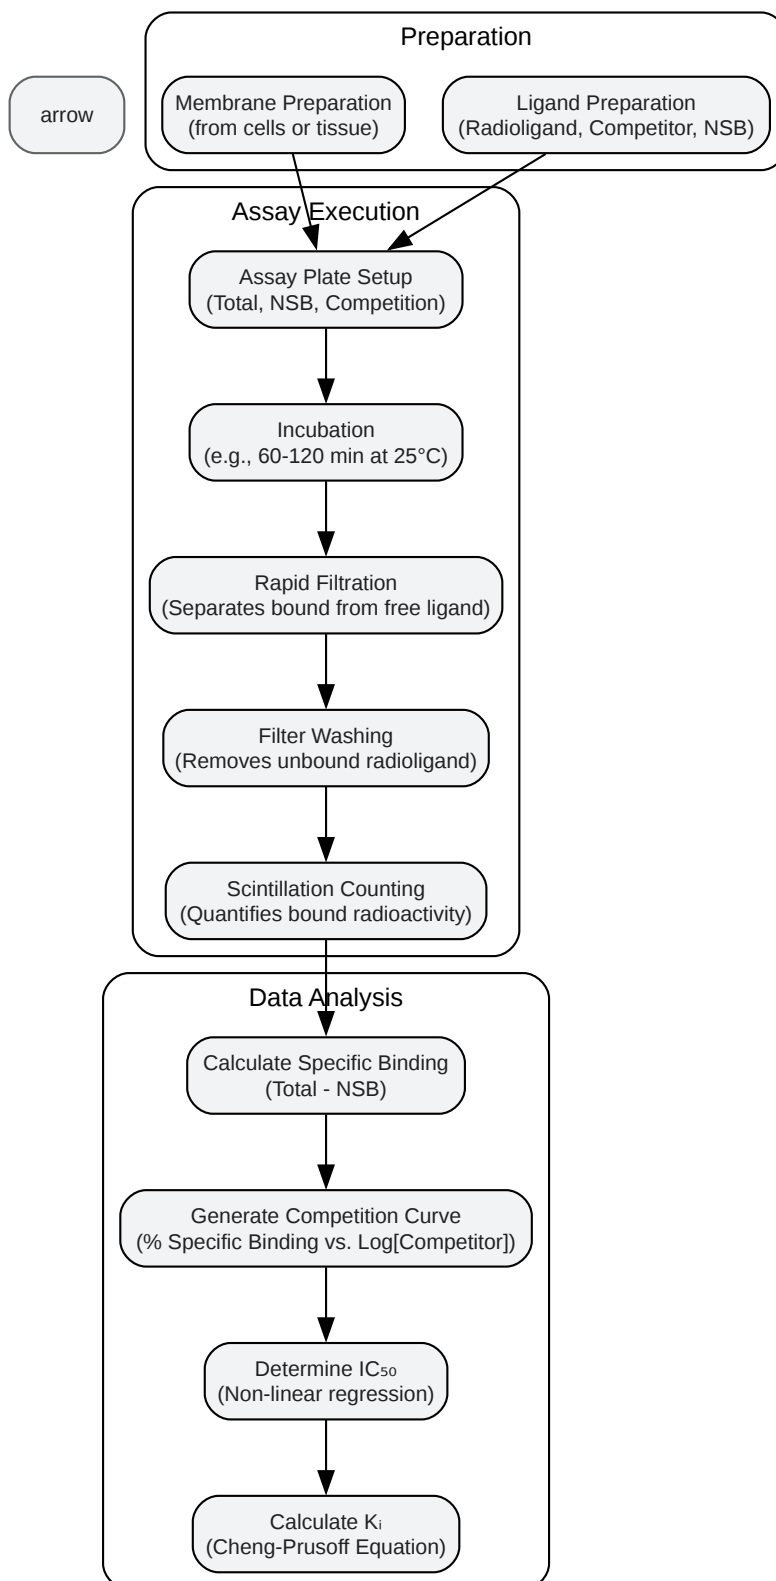 Preparation
arrow
Membrane Preparation
(from cells or tissue)
Ligand Preparation
(Radioligand, Competitor, NSB)
Assay Execution
Assay Plate Setup
(Total, NSB, Competition)
Incubation
(e.g., 60-120 min at 25°C)
Rapid Filtration
(Separates bound from free ligand)
Filter Washing
(Removes unbound radioligand)
Scintillation Counting
(Quantifies bound radioactivity)
Data Analysis
Calculate Specific Binding
(Total - NSB)
Generate Competition Curve
(% Specific Binding vs. Log[Competitor])
Determine IC₅₀
(Non-linear regression)
Calculate Kᵢ
(Cheng-Prusoff Equation)